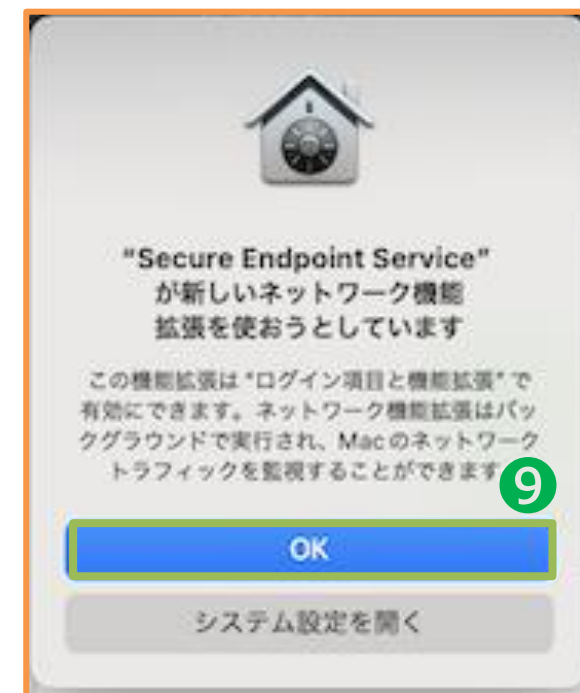 "Secure Endpoint Service"
が新しいネットワーク機能
拡張を使おうとしています
この機能拡張は "ログイン項目と機能拡張" で
有効にできます。ネットワーク機能拡張はバッ
クグラウンドで実行され、Macのネットワーク
トラフィックを監視することができます
9
OK
システム設定を開く